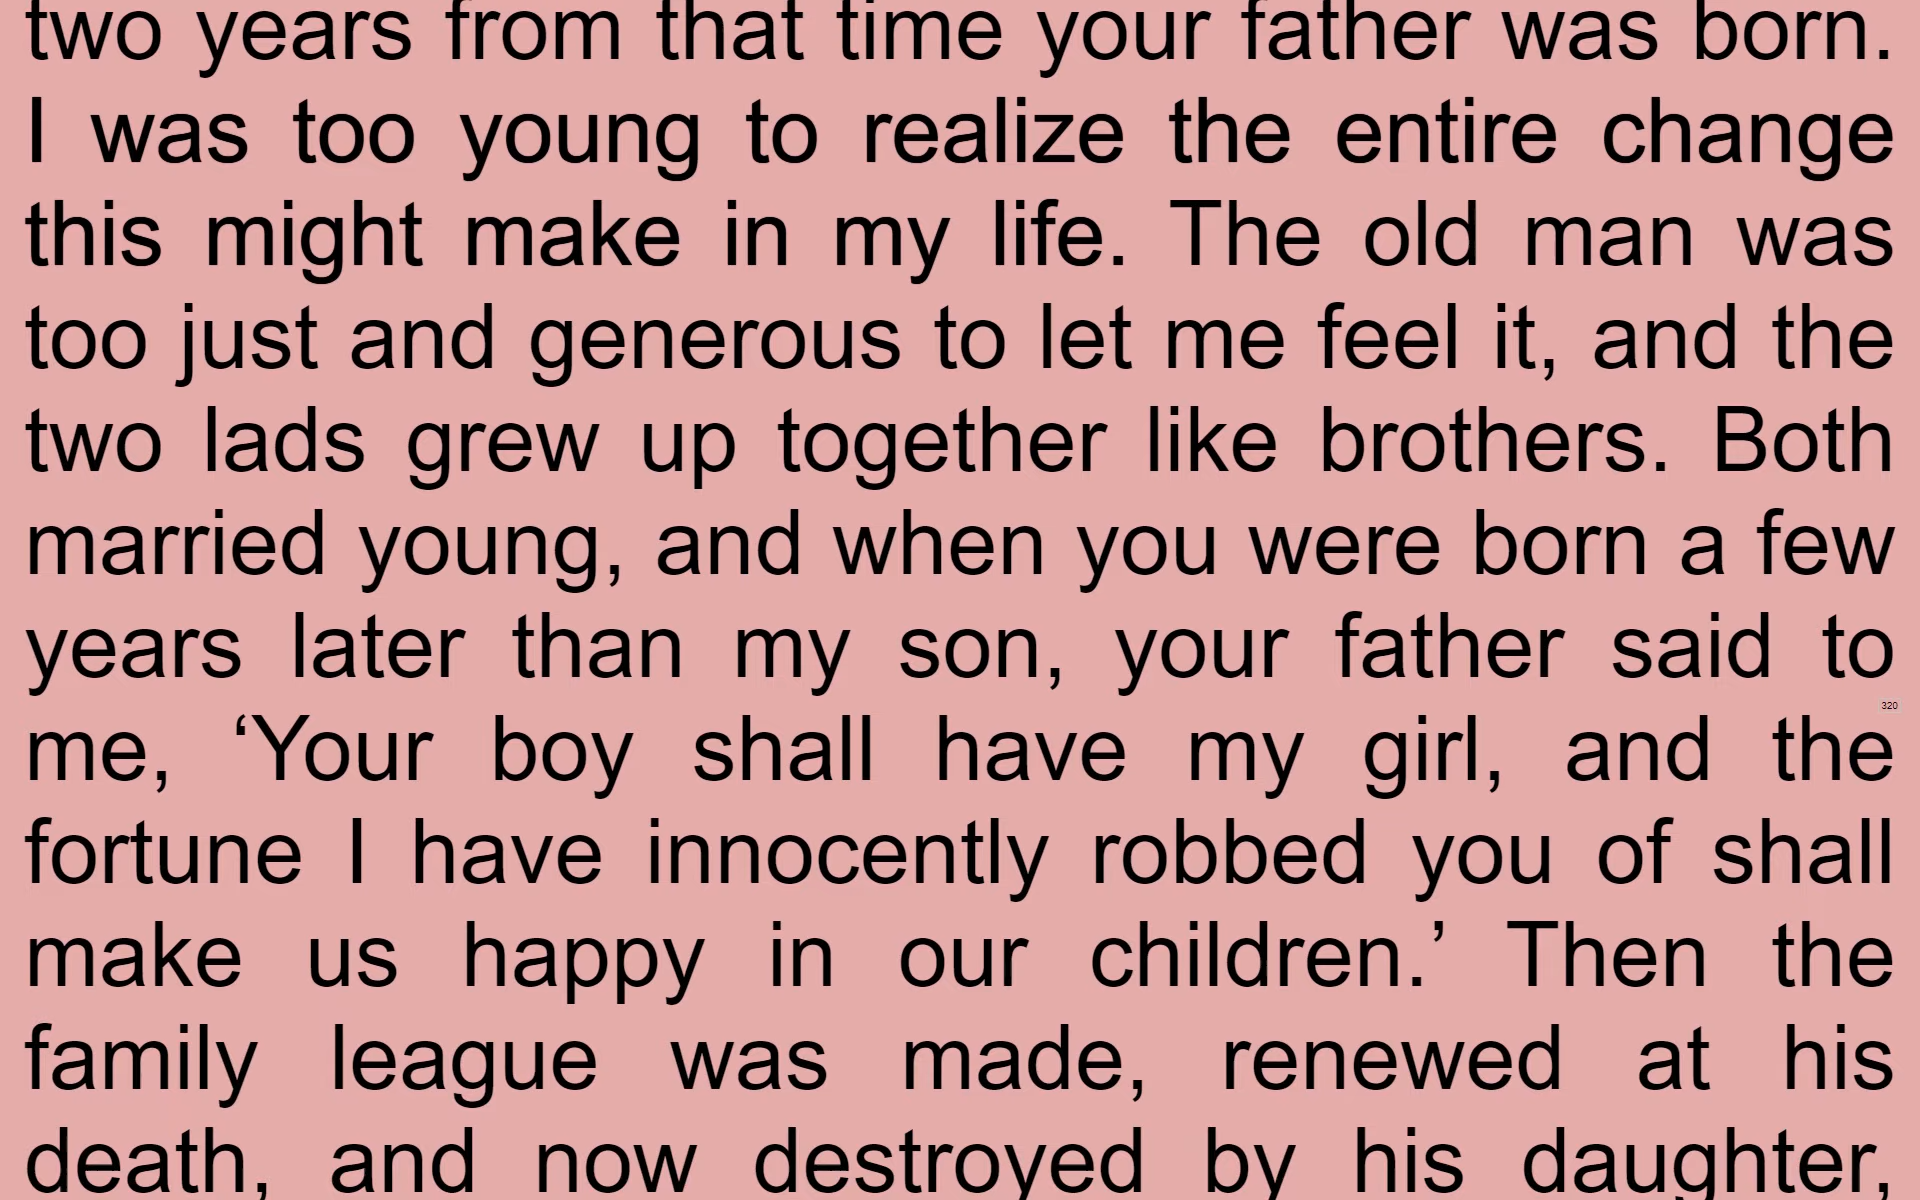 two years from that time your father was born.
I was too young to realize the entire change
this might make in my life. The old man was
too just and generous to let me feel it, and the
two lads grew up together like brothers. Both
married young, and when you were born a few
years later than my son, your father said to
320
me, ‘Your boy shall have my girl, and the
fortune I have innocently robbed you of shall
make us happy in our children.’ Then the
family league was made, renewed at his
death, and now destroyed by his daughter,